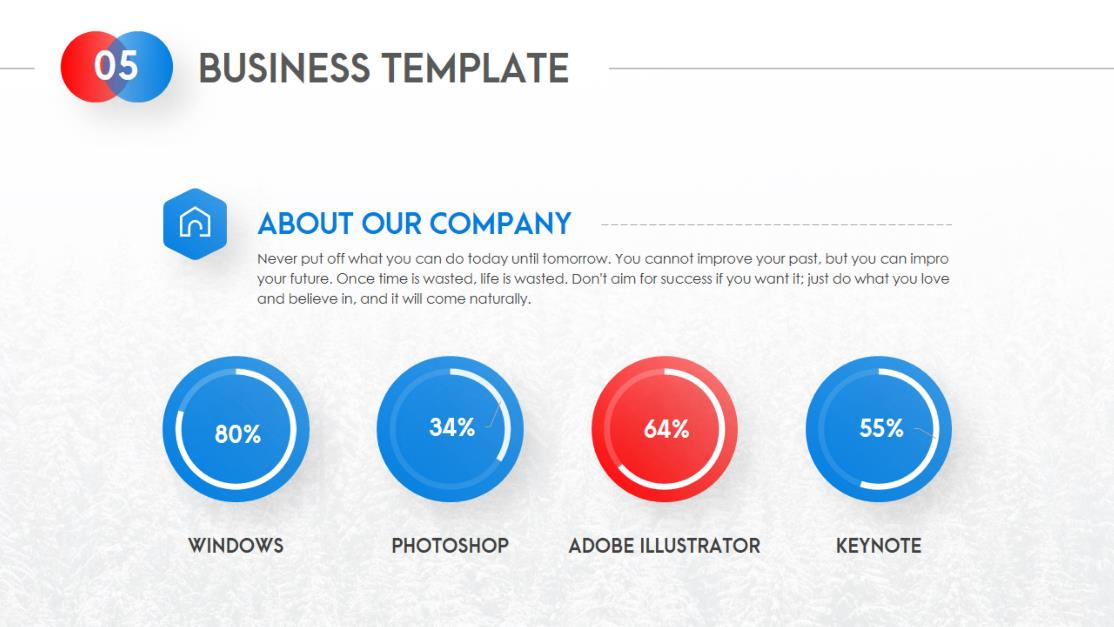 05
BUSINESS TEMPLATE
ABOUT OUR COMPANY
Never put off what you can do today until tomorrow. You cannot improve your past, but you can impro
your future. Once time is wasted, life is wasted. Don't aim for success if you want it; just do what you love
and believe in, and it will come naturally.
80%
34%
64%
55%
WINDOWS
PHOTOSHOP
ADOBE ILLUSTRATOR
KEYNOTE